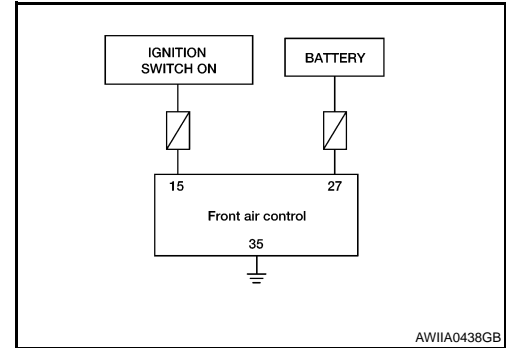 IGNITION
SWITCH ON
BATTERY
15
27
Front air control
35
AWIIA0438GB